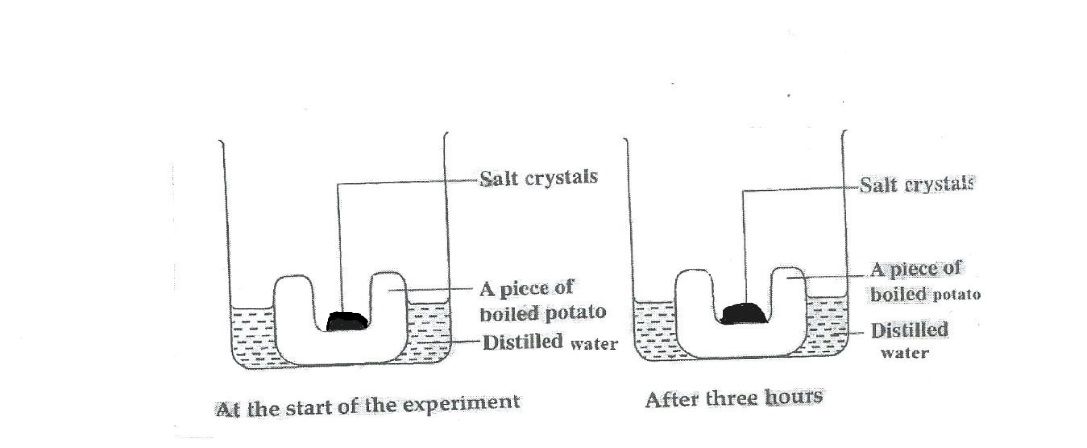 Salt crystals
A piece of
boiled potato
Distilled water
At the start of the experiment
Salt crystals
A piece of
boiled potato
Distilled
water
After three hours